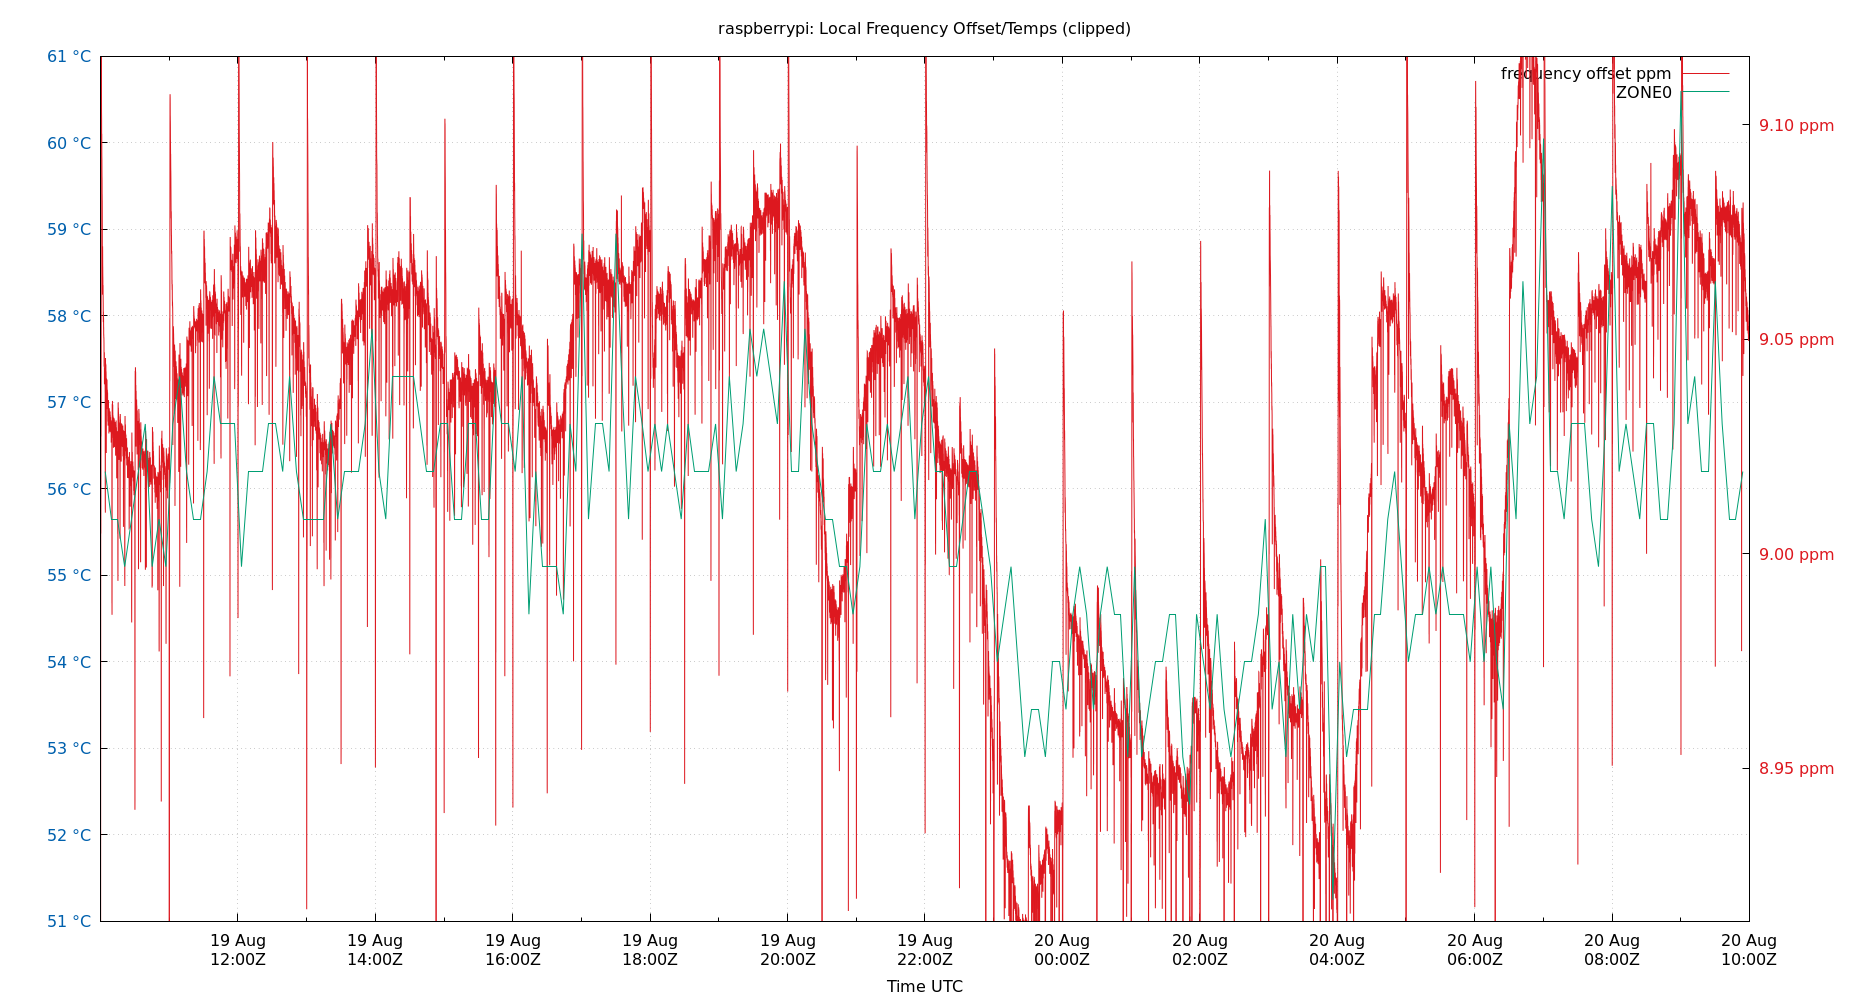 raspberrypi: Local Frequency Offset/Temps (clipped)
61 °C
60 °C
59 °C
58 °C
57 °C
56 °C
55 °C
54 °C
53 °C
52 °C
51 °C
frequency offset ppm
ZONE0
9.10 ppm
9.05 ppm
9.00 ppm
8.95 ppm
19 Aug
12:00Z
19 Aug
14:00Z
19 Aug
16:00Z
19 Aug
18:00Z
19 Aug
20:00Z
19 Aug
22:00Z
20 Aug
00:00Z
20 Aug
02:00Z
20 Aug
04:00Z
20 Aug
06:00Z
20 Aug
08:00Z
20 Aug
10:00Z
Time UTC